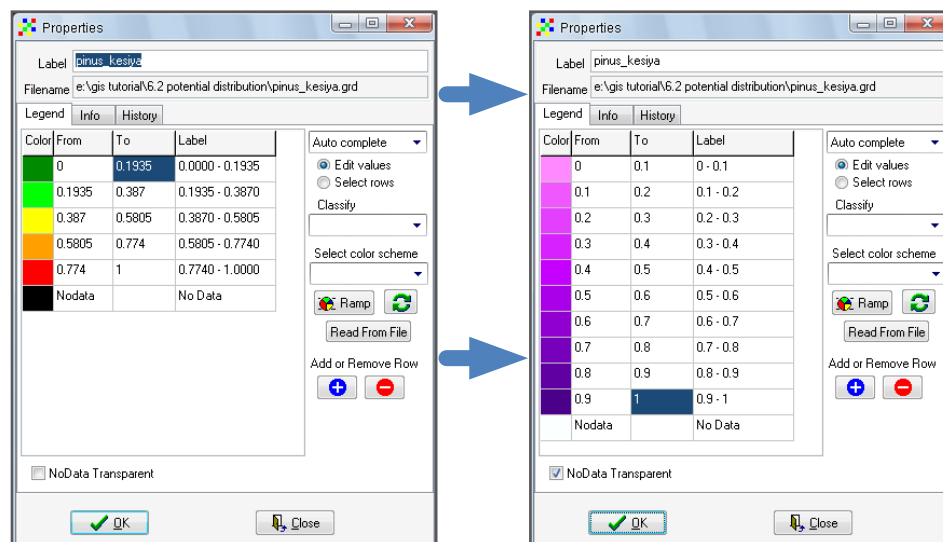 Properties
Label pinus_kesiya
Filename e:\gis tutorial\6.2 potential distribution\pinus_kesiya.grd
Legend Info History
Color From To Label
0 0.1935 0.0000 - 0.1935
0.1935 0.387 0.1935 - 0.3870
0.387 0.5805 0.3870 - 0.5805
0.5805 0.774 0.5805 - 0.7740
0.774 1 0.7740 - 1.0000
Nodata No Data
Auto complete
Edit values
Select rows
Classify
Select color scheme
Ramp
Read From File
Add or Remove Row
NoData Transparent
OK Close
Properties
Label pinus_kesiya
Filename e:\gis tutorial\6.2 potential distribution\pinus_kesiya.grd
Legend Info History
Color From To Label
0 0.1 0 - 0.1
0.1 0.2 0.1 - 0.2
0.2 0.3 0.2 - 0.3
0.3 0.4 0.3 - 0.4
0.4 0.5 0.4 - 0.5
0.5 0.6 0.5 - 0.6
0.6 0.7 0.6 - 0.7
0.7 0.8 0.7 - 0.8
0.8 0.9 0.8 - 0.9
0.9 1 0.9 - 1
Nodata No Data
Auto complete
Edit values
Select rows
Classify
Select color scheme
Ramp
Read From File
Add or Remove Row
NoData Transparent
OK Close